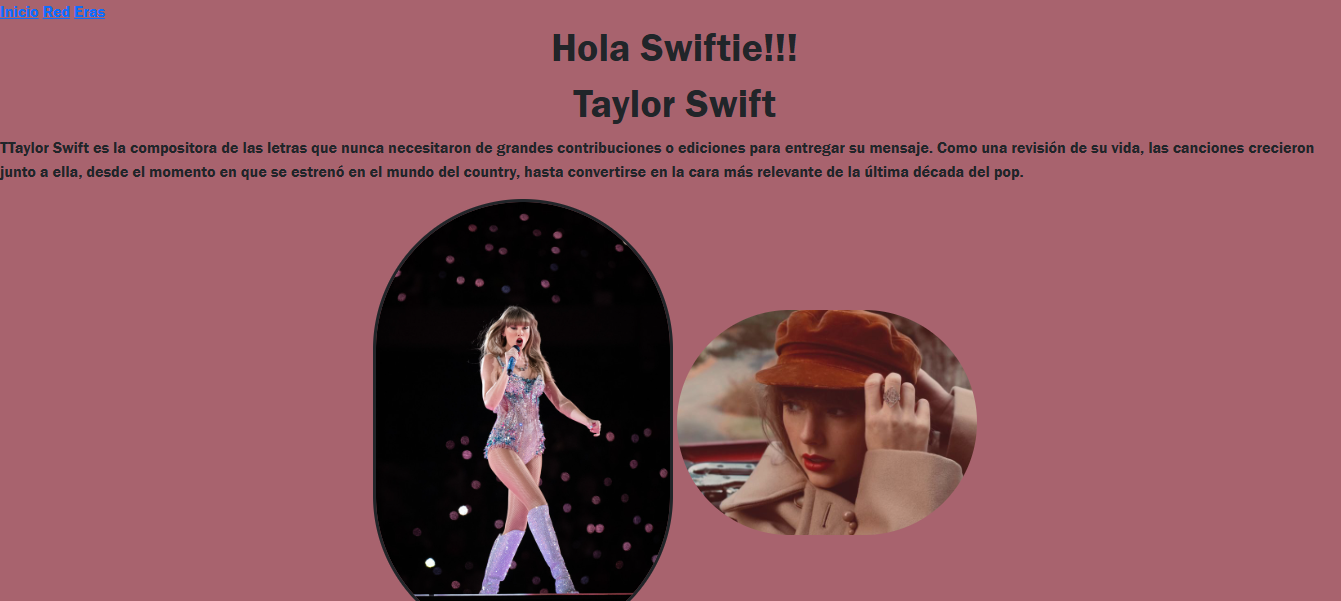 Inicio Red Eras
Hola Swiftie!!!
Taylor Swift
TTaylor Swift es la compositora de las letras que nunca necesitaron de grandes contribuciones o ediciones para entregar su mensaje. Como una revisión de su vida, las canciones crecieron
junto a ella, desde el momento en que se estrenó en el mundo del country, hasta convertirse en la cara más relevante de la última década del pop.